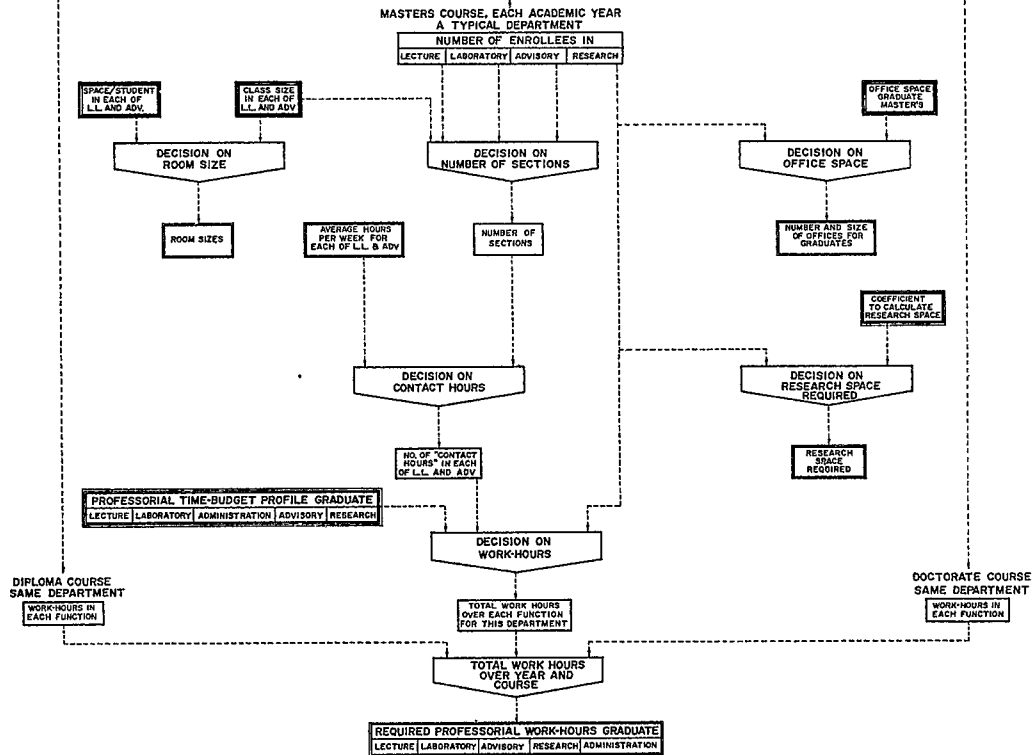 MASTERS COURSE, EACH ACADEMIC YEAR
A TYPICAL DEPARTMENT
NUMBER OF ENROLLEES IN
LECTURE LABORATORY ADVISORY RESEARCH
SPACE/STUDENT
IN EACH OF
L.L. AND ADV.
CLASS SIZE
IN EACH OF
L.L. AND ADV
OFFICE SPACE
GRADUATE
MASTER'S
DECISION ON
ROOM SIZE
DECISION ON
NUMBER OF SECTIONS
DECISION ON
OFFICE SPACE
ROOM SIZES
AVERAGE HOURS
PER WEEK FOR
EACH OF L.L. & ADV
NUMBER OF
SECTIONS
NUMBER AND SIZE
OF OFFICES FOR
GRADUATES
COEFFICIENT
TO CALCULATE
RESEARCH SPACE
DECISION ON
CONTACT HOURS
DECISION ON
RESEARCH SPACE
REQUIRED
NO. OF "CONTACT
HOURS" IN EACH
OF L.L. AND ADV
RESEARCH
SPACE
REQUIRED
PROFESSORIAL TIME-BUDGET PROFILE GRADUATE
LECTURE LABORATORY ADMINISTRATION ADVISORY RESEARCH
DECISION ON
WORK-HOURS
DIPLOMA COURSE
SAME DEPARTMENT
WORK-HOURS IN
EACH FUNCTION
TOTAL WORK HOURS
OVER EACH FUNCTION
FOR THIS DEPARTMENT
DOCTORATE COURSE
SAME DEPARTMENT
WORK-HOURS IN
EACH FUNCTION
TOTAL WORK HOURS
OVER YEAR AND
COURSE
REQUIRED PROFESSORIAL WORK-HOURS GRADUATE
LECTURE LABORATORY ADVISORY RESEARCH ADMINISTRATION